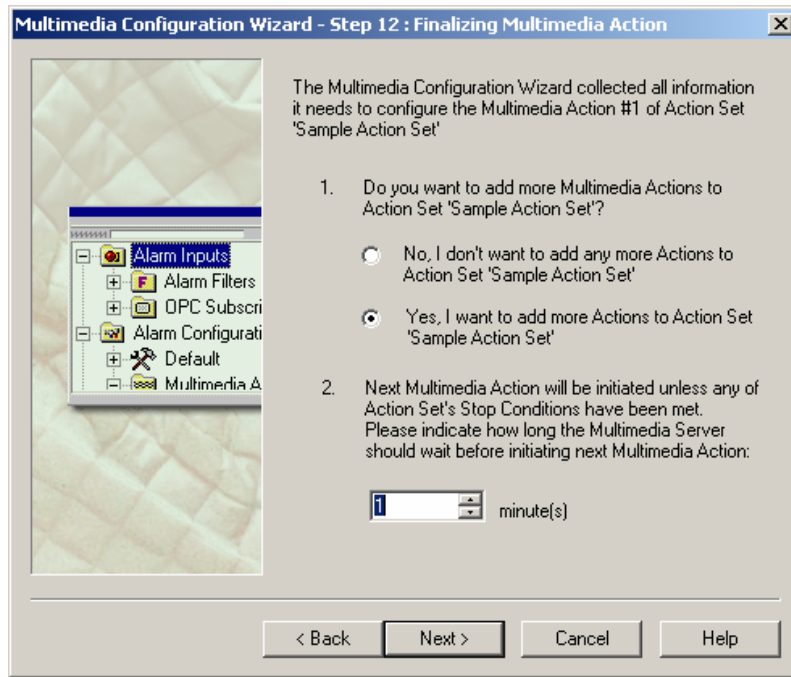 Multimedia Configuration Wizard - Step 12 : Finalizing Multimedia Action
The Multimedia Configuration Wizard collected all information
it needs to configure the Multimedia Action #1 of Action Set
'Sample Action Set'
1. Do you want to add more Multimedia Actions to
Action Set 'Sample Action Set'?
No, I don't want to add any more Actions to
Action Set 'Sample Action Set'
Yes, I want to add more Actions to Action Set
'Sample Action Set'
2. Next Multimedia Action will be initiated unless any of
Action Set's Stop Conditions have been met.
Please indicate how long the Multimedia Server
should wait before initiating next Multimedia Action:
1 minute(s)
Alarm Inputs
F Alarm Filters
OPC Subscri
Alarm Configurati
Default
Multimedia A
< Back Next > Cancel Help